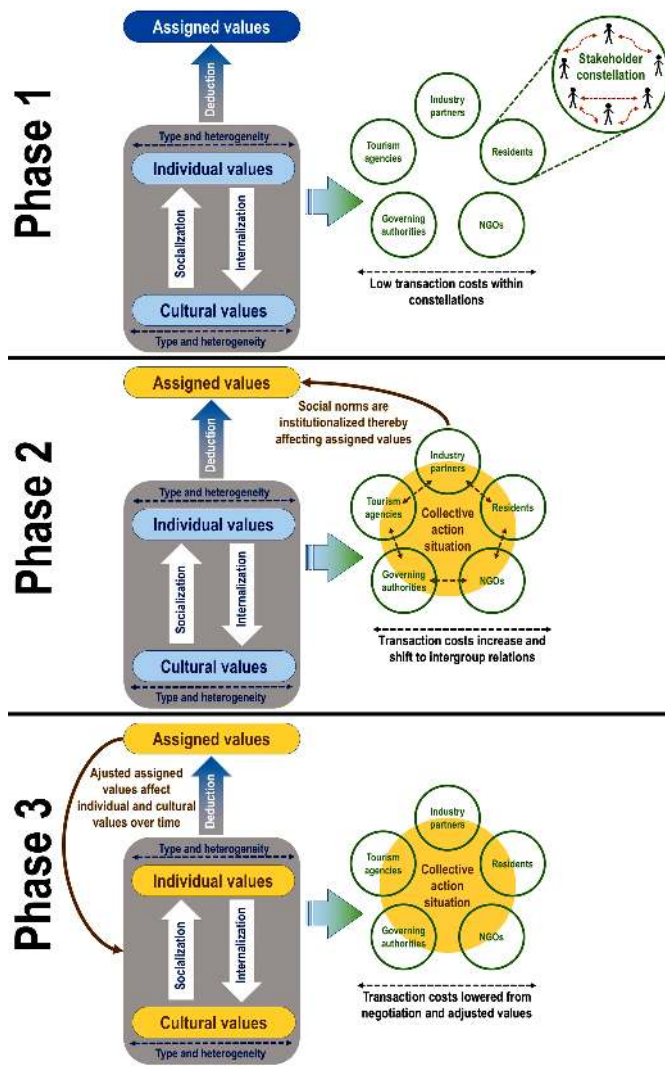 Phase 1
Assigned values
Deduction
Type and heterogeneity
Individual values
Socialization
Internalization
Cultural values
Type and heterogeneity
Industry
partners
Tourism
agencies
Residents
Governing
authorities
NGOs
Stakeholder
constellation
Low transaction costs within
constellations
Phase 2
Assigned values
Social norms are
institutionalized thereby
affecting assigned values
Deduction
Type and heterogeneity
Individual values
Socialization
Internalization
Cultural values
Type and heterogeneity
Industry
partners
Tourism
agencies
Residents
Collective
action
situation
Governing
authorities
NGOs
Transaction costs increase and
shift to intergroup relations
Phase 3
Assigned values
Ajusted assigned
values affect
individual and cultural
values over time
Deduction
Type and heterogeneity
Individual values
Socialization
Internalization
Cultural values
Type and heterogeneity
Industry
partners
Tourism
agencies
Residents
Collective
action
situation
Governing
authorities
NGOs
Transaction costs lowered from
negotiation and adjusted values